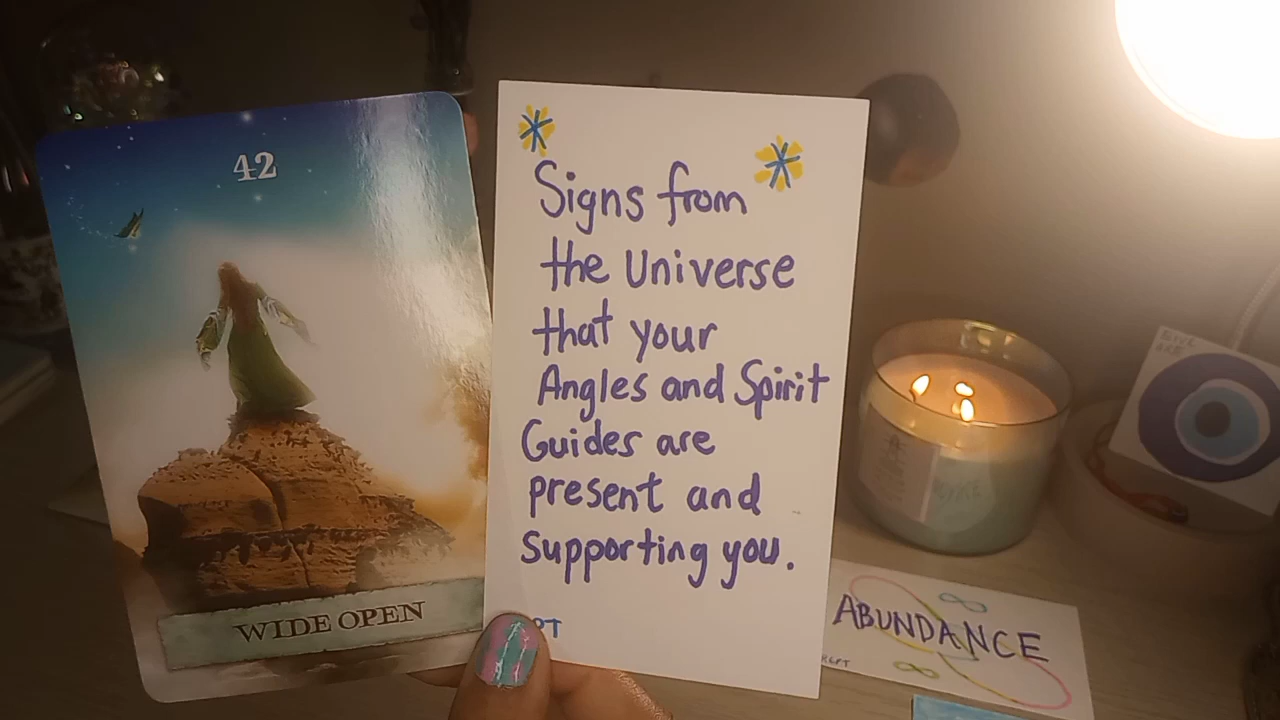 42
WIDE OPEN
Signs from
the Universe
that your
Angles and Spirit
Guides are
present and
supporting you.
PT
ABUNDANCE